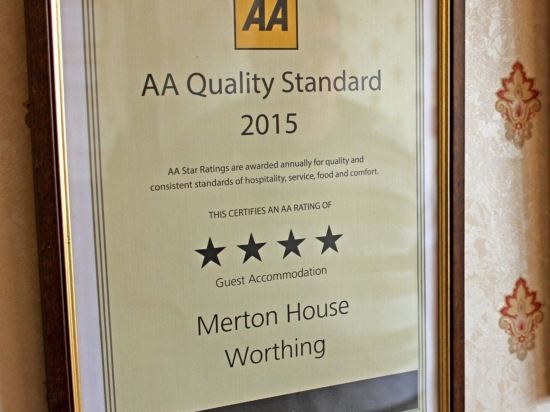 AA
AA Quality Standard
2015
AA Star Ratings are awarded annually for quality and
consistent standards of hospitality, service, food and comfort.
THIS CERTIFIES AN AA RATING OF
Guest Accommodation
Merton House
Worthing